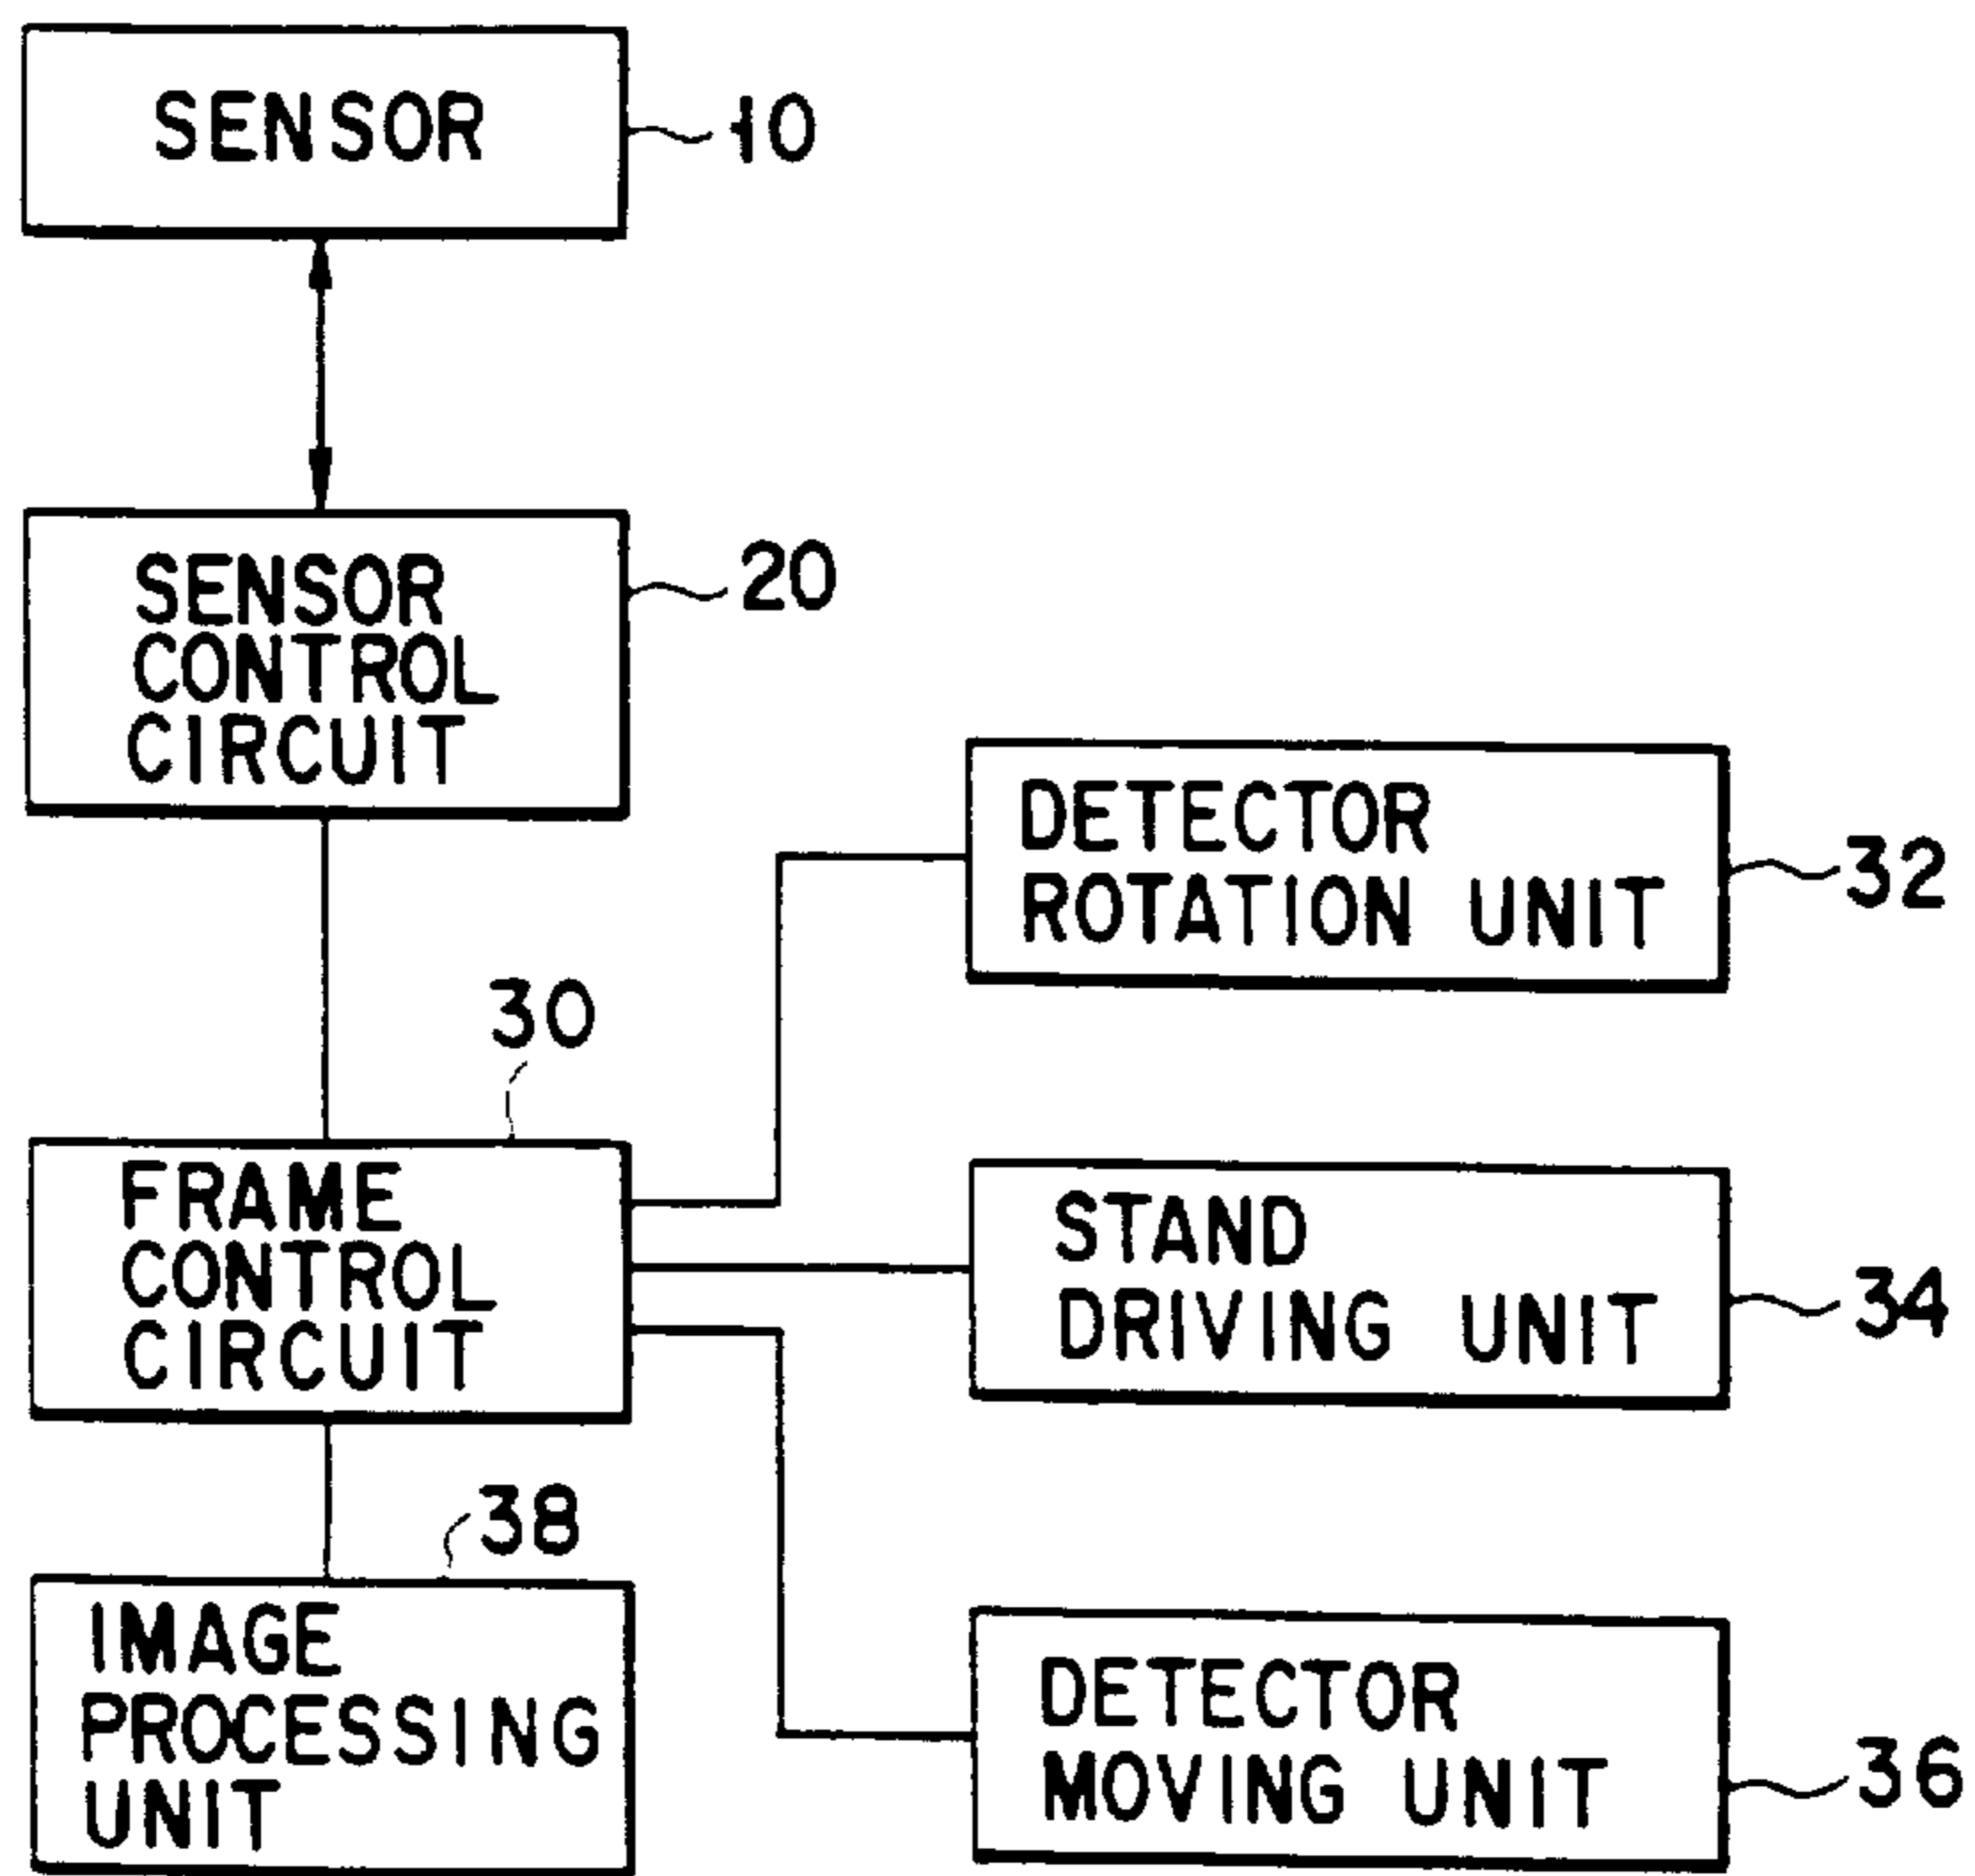 SENSOR
10
SENSOR
CONTROL
CIRCUIT
20
DETECTOR
ROTATION UNIT
32
30
FRAME
CONTROL
CIRCUIT
STAND
DRIVING UNIT
34
38
IMAGE
PROCESSING
UNIT
DETECTOR
MOVING UNIT
36